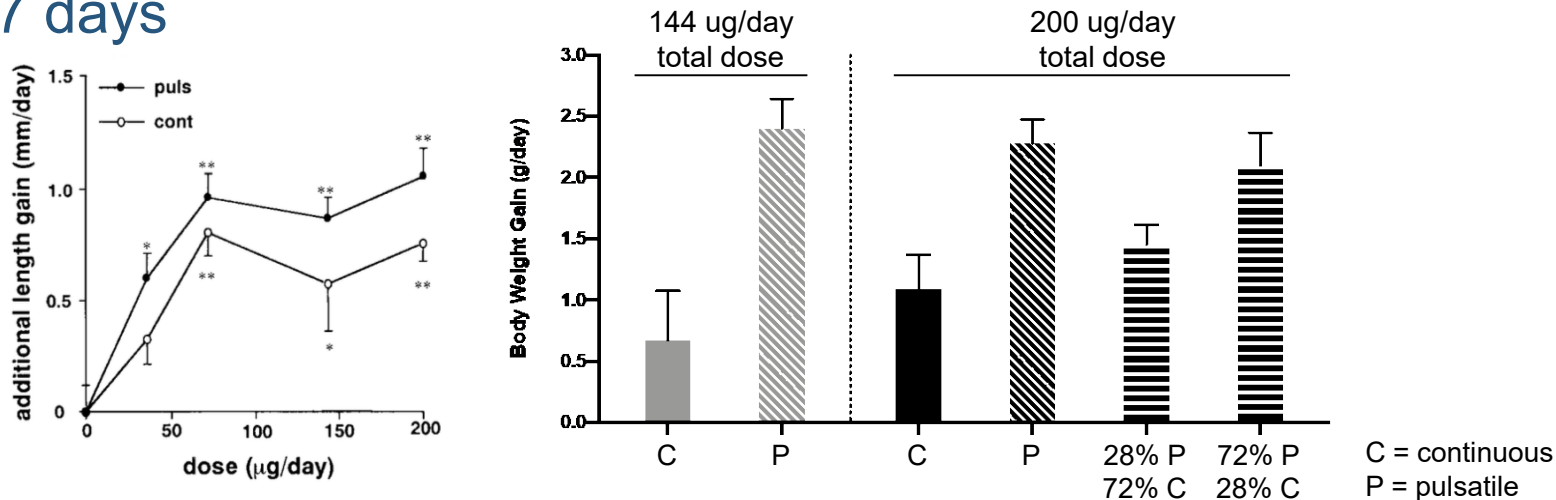 7 days
additional length gain (mm/day)
1.5
1.0
0.5
0
puls
cont
**
**
**
*
**
*
**
0
50
100
150
200
dose (μg/day)
144 ug/day
total dose
200 ug/day
total dose
Body Weight Gain (g/day)
3.0
2.5
2.0
1.5
1.0
0.5
0.0
C
P
C
P
28% P
72% C
72% P
28% C
C = continuous
P = pulsatile